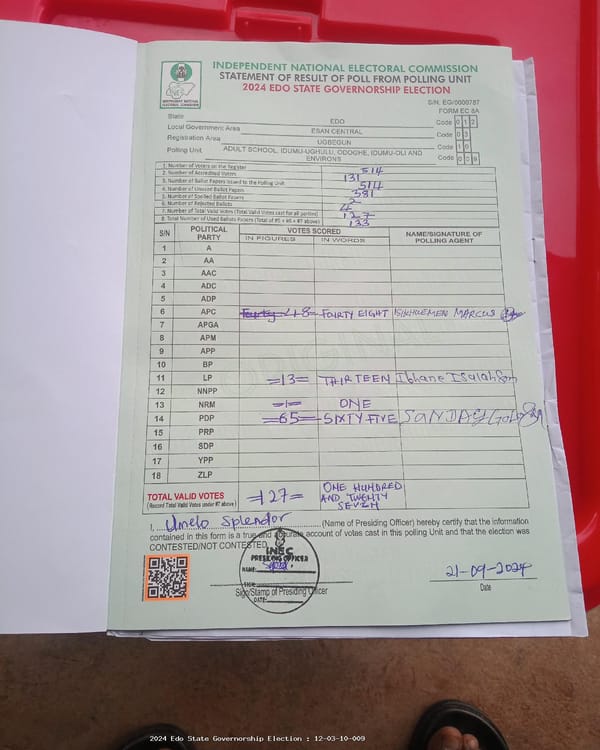 INDEPENDENT NATIONAL ELECTORAL COMMISSION
STATEMENT OF RESULT OF POLL FROM POLLING UNIT
2024 EDO STATE GOVERNORSHIP ELECTION
S/N. EG/0000787
FORM EC 8A
State EDO Code 0 1 2
Local Government Area ESAN CENTRAL Code 0 3
Registration Area UGBEGUN Code 1 0
Polling Unit ADULT SCHOOL, IDUMU-UGHULU, ODOGHE, IDUMU-OLI AND ENVIRONS Code 0 0 9
1. Number of Voters on the Register 514
2. Number of Accredited Voters 131
3. Number of Ballot Papers Issued to the Polling Unit 514
4. Number of Unused Ballot Papers 381
5. Number of Spoiled Ballot Papers 2
6. Number of Rejected Ballots 4
7. Number of Total Valid Votes (Total Valid Votes cast for all parties) 127
8. Total Number of Used Ballots Papers (Total of #5 + #6 + #7 above) 133
S/N POLITICAL PARTY VOTES SCORED NAME/SIGNATURE OF POLLING AGENT
IN FIGURES IN WORDS
1 A
2 AA
3 AAC
4 ADC
5 ADP
6 APC Fourty 48 FOURTY EIGHT MARCUS
7 APGA
8 APM
9 APP
10 BP
11 LP =13= THIRTEEN Ibhane Isaiah
12 NNPP
13 NRM =1= ONE
14 PDP =65= SIXTY FIVE SaNDAY
15 PRP
16 SDP
17 YPP
18 ZLP
TOTAL VALID VOTES =127= ONE HUNDRED AND TWENTY SEVEN
(Record Total Valid Votes under #7 above)
I, Umelo Splendor (Name of Presiding Officer) hereby certify that the information
contained in this form is a true and accurate account of votes cast in this polling Unit and that the election was
CONTESTED/NOT CONTESTED
INEC
PRESIDING OFFICER
NAME:
SIGN:
DATE:
21-09-2024
Sign/Stamp of Presiding Officer Date
2024 Edo State Governorship Election : 12-03-10-009